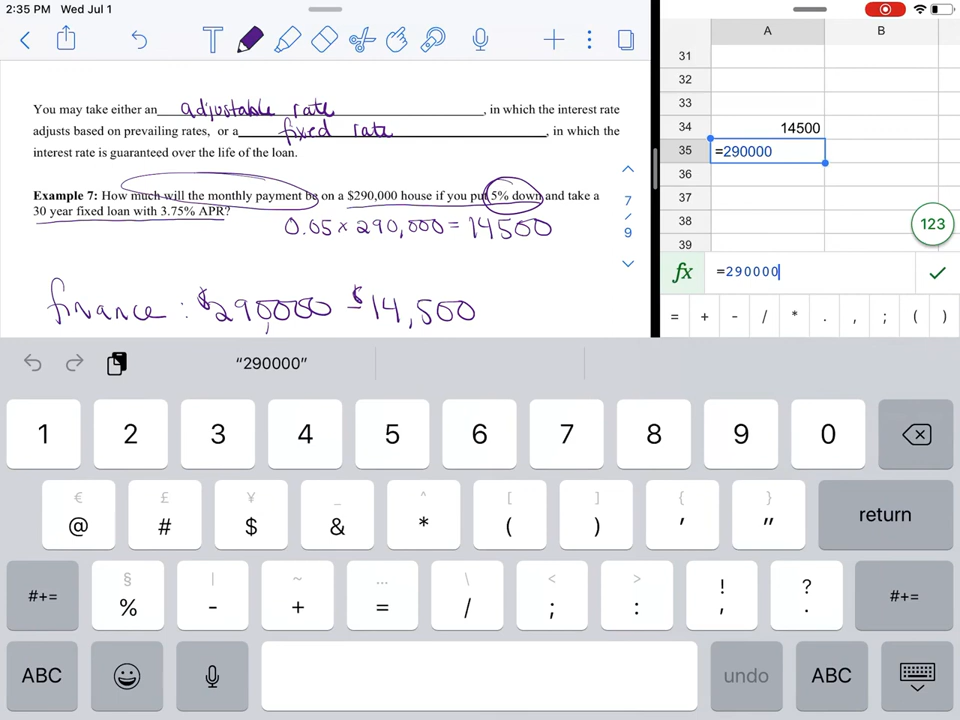 2:35 PM Wed Jul 1
T
You may take either an adjustable rate, in which the interest rate
adjusts based on prevailing rates, or a fixed rate, in which the
interest rate is guaranteed over the life of the loan.
Example 7: How much will the monthly payment be on a $290,000 house if you put 5% down and take a
30 year fixed loan with 3.75% APR?
0.05 × 290,000 = 14500
finance : $290,000 - $14,500
7
/
9
A B
31
32
33
34 14500
35 =290000
36
37
38
39
123
fx =290000
= + - / * . , ; ( )
"290000"
1 2 3 4 5 6 7 8 9 0
€ £ ¥ _ ^ [ ] { }
@ # $ & * ( ) ' "
return
§ | ~ ... \ < > ! ?
#+= % - + = / ; : , . #+=
ABC undo ABC